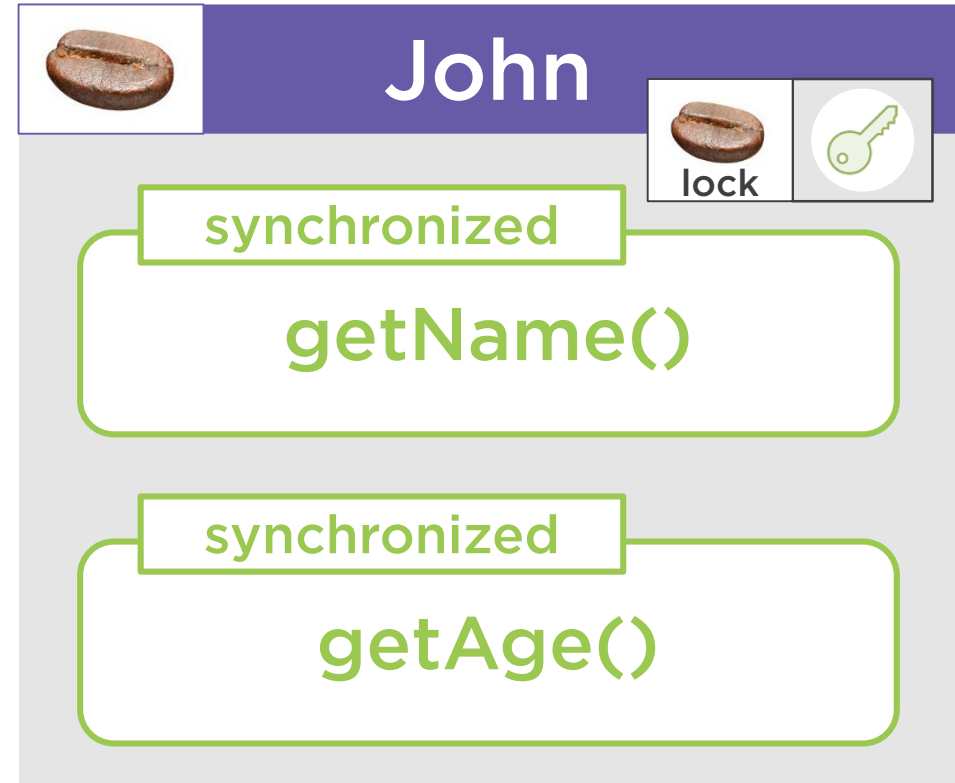 John
lock
synchronized
getName()
synchronized
getAge()